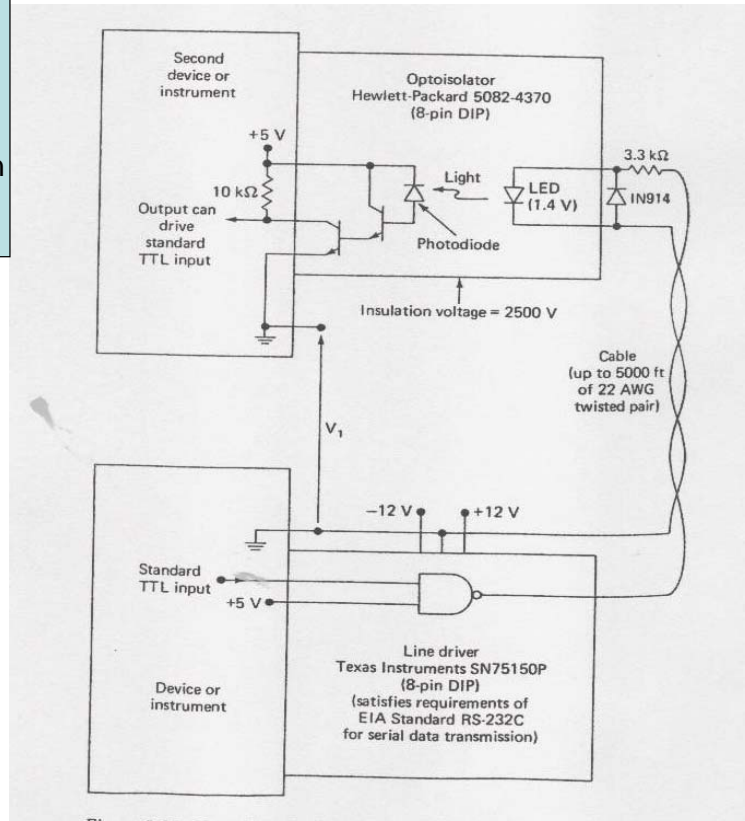 n
Second
device or
instrument
Optoisolator
Hewlett-Packard 5082-4370
(8-pin DIP)
+5 V
3.3 kΩ
Light
10 kΩ
LED
(1.4 V)
IN914
Output can
drive
standard
TTL input
Photodiode
Insulation voltage = 2500 V
Cable
(up to 5000 ft
of 22 AWG
twisted pair)
V₁
−12 V
+12 V
Standard
TTL input
+5 V
Line driver
Texas Instruments SN75150P
(8-pin DIP)
(satisfies requirements of
EIA Standard RS-232C
for serial data transmission)
Device or
instrument